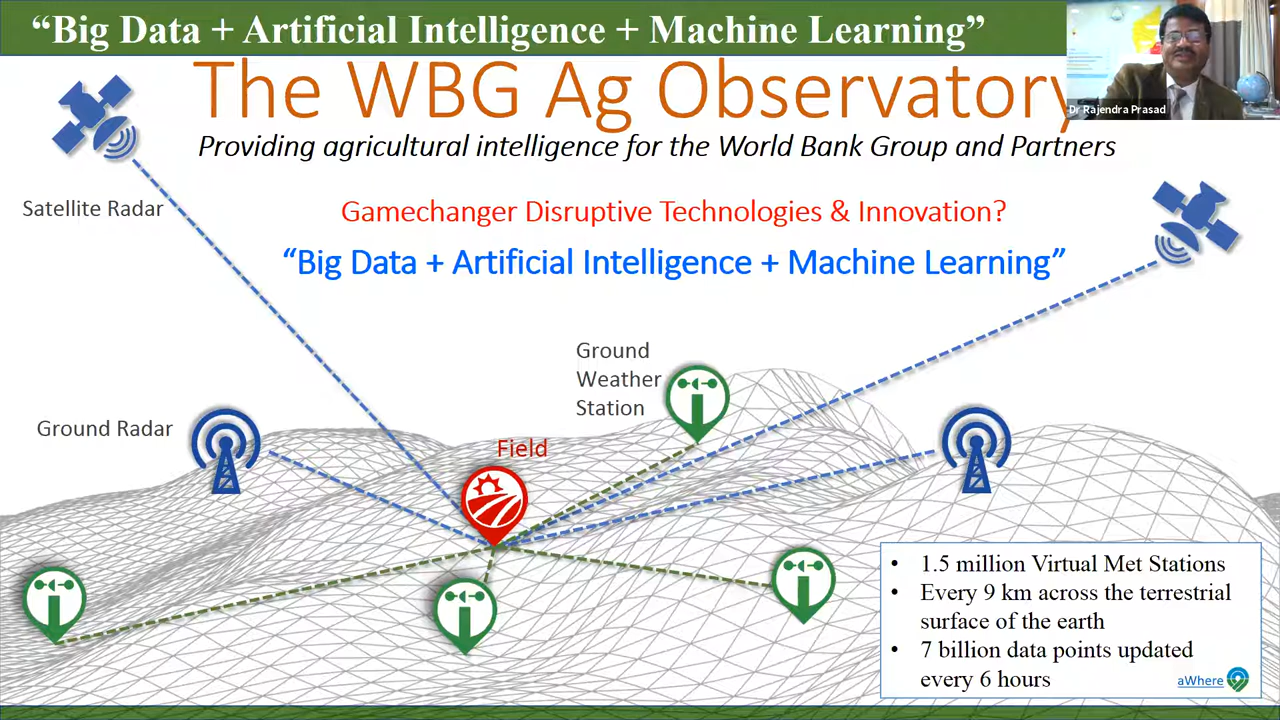 “Big Data + Artificial Intelligence + Machine Learning”
The WBG Ag Observatory
Dr Rajendra Prasad
Providing agricultural intelligence for the World Bank Group and Partners
Satellite Radar
Gamechanger Disruptive Technologies & Innovation?
“Big Data + Artificial Intelligence + Machine Learning”
Ground
Weather
Station
Ground Radar
Field
• 1.5 million Virtual Met Stations
• Every 9 km across the terrestrial
surface of the earth
• 7 billion data points updated
every 6 hours
aWhere